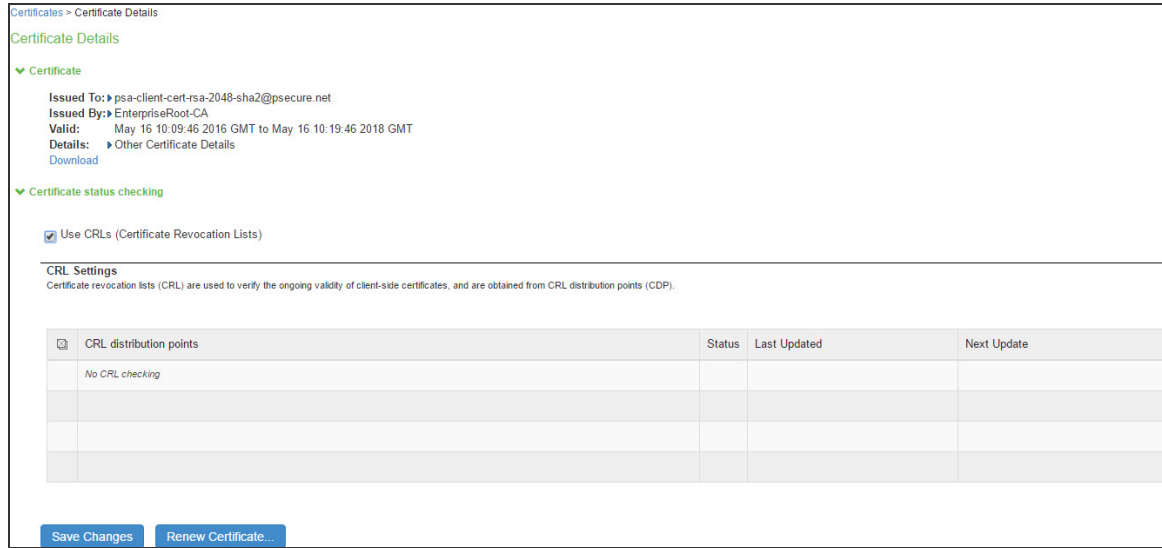 Certificates > Certificate Details
Certificate Details
Certificate
Issued To: psa-client-cert-rsa-2048-sha2@psecure.net
Issued By: EnterpriseRoot-CA
Valid: May 16 10:09:46 2016 GMT to May 16 10:19:46 2018 GMT
Details: Other Certificate Details
Download
Certificate status checking
Use CRLs (Certificate Revocation Lists)
CRL Settings
Certificate revocation lists (CRL) are used to verify the ongoing validity of client-side certificates, and are obtained from CRL distribution points (CDP).
CRL distribution points Status Last Updated Next Update
No CRL checking
Save Changes Renew Certificate...